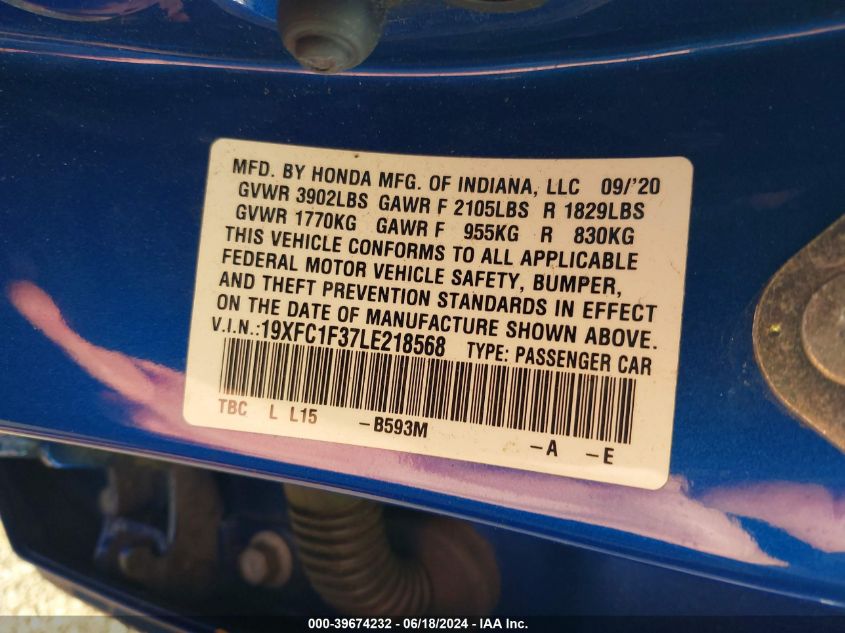 MFD. BY HONDA MFG. OF INDIANA, LLC 09/'20
GVWR 3902LBS GAWR F 2105LBS R 1829LBS
GVWR 1770KG GAWR F 955KG R 830KG
THIS VEHICLE CONFORMS TO ALL APPLICABLE
FEDERAL MOTOR VEHICLE SAFETY, BUMPER,
AND THEFT PREVENTION STANDARDS IN EFFECT
ON THE DATE OF MANUFACTURE SHOWN ABOVE.
V.I.N.:19XFC1F37LE218568 TYPE: PASSENGER CAR
TBC L L15 -B593M -A -E
000-39674232 - 06/18/2024 - IAA Inc.